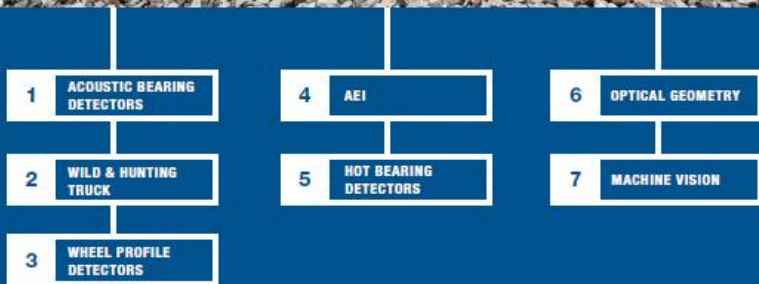 1
ACOUSTIC BEARING
DETECTORS
2
WILD & HUNTING
TRUCK
3
WHEEL PROFILE
DETECTORS
4
AEI
5
HOT BEARING
DETECTORS
6
OPTICAL GEOMETRY
7
MACHINE VISION